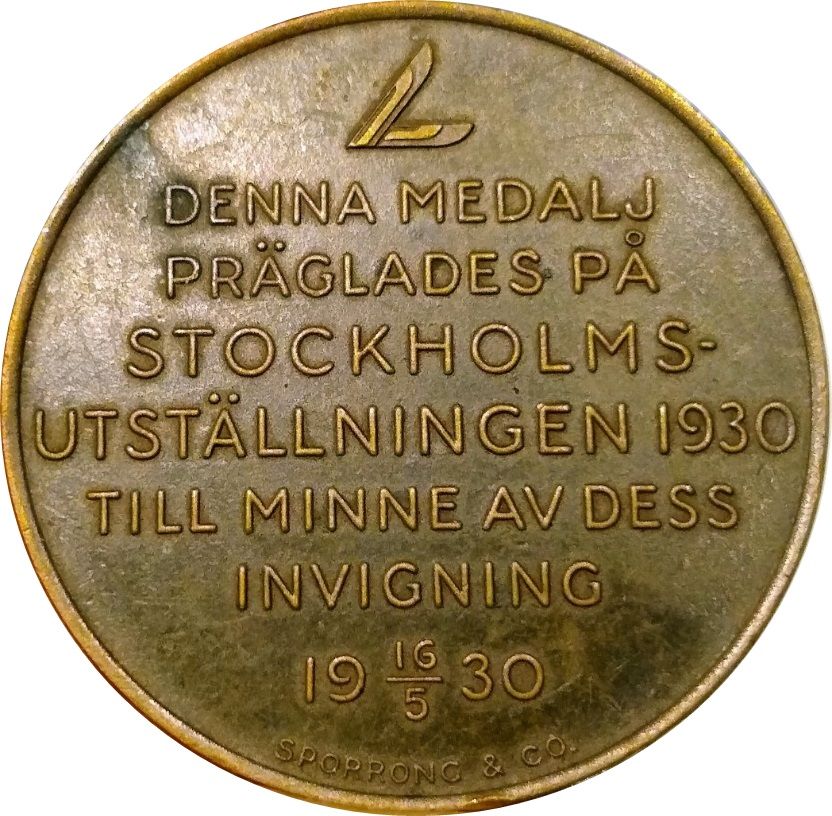 DENNA MEDALJ
PRÄGLADES PÅ
STOCKHOLMS-
UTSTÄLLNINGEN 1930
TILL MINNE AV DESS
INVIGNING
19 16/5 30
SPORRONG & CO.